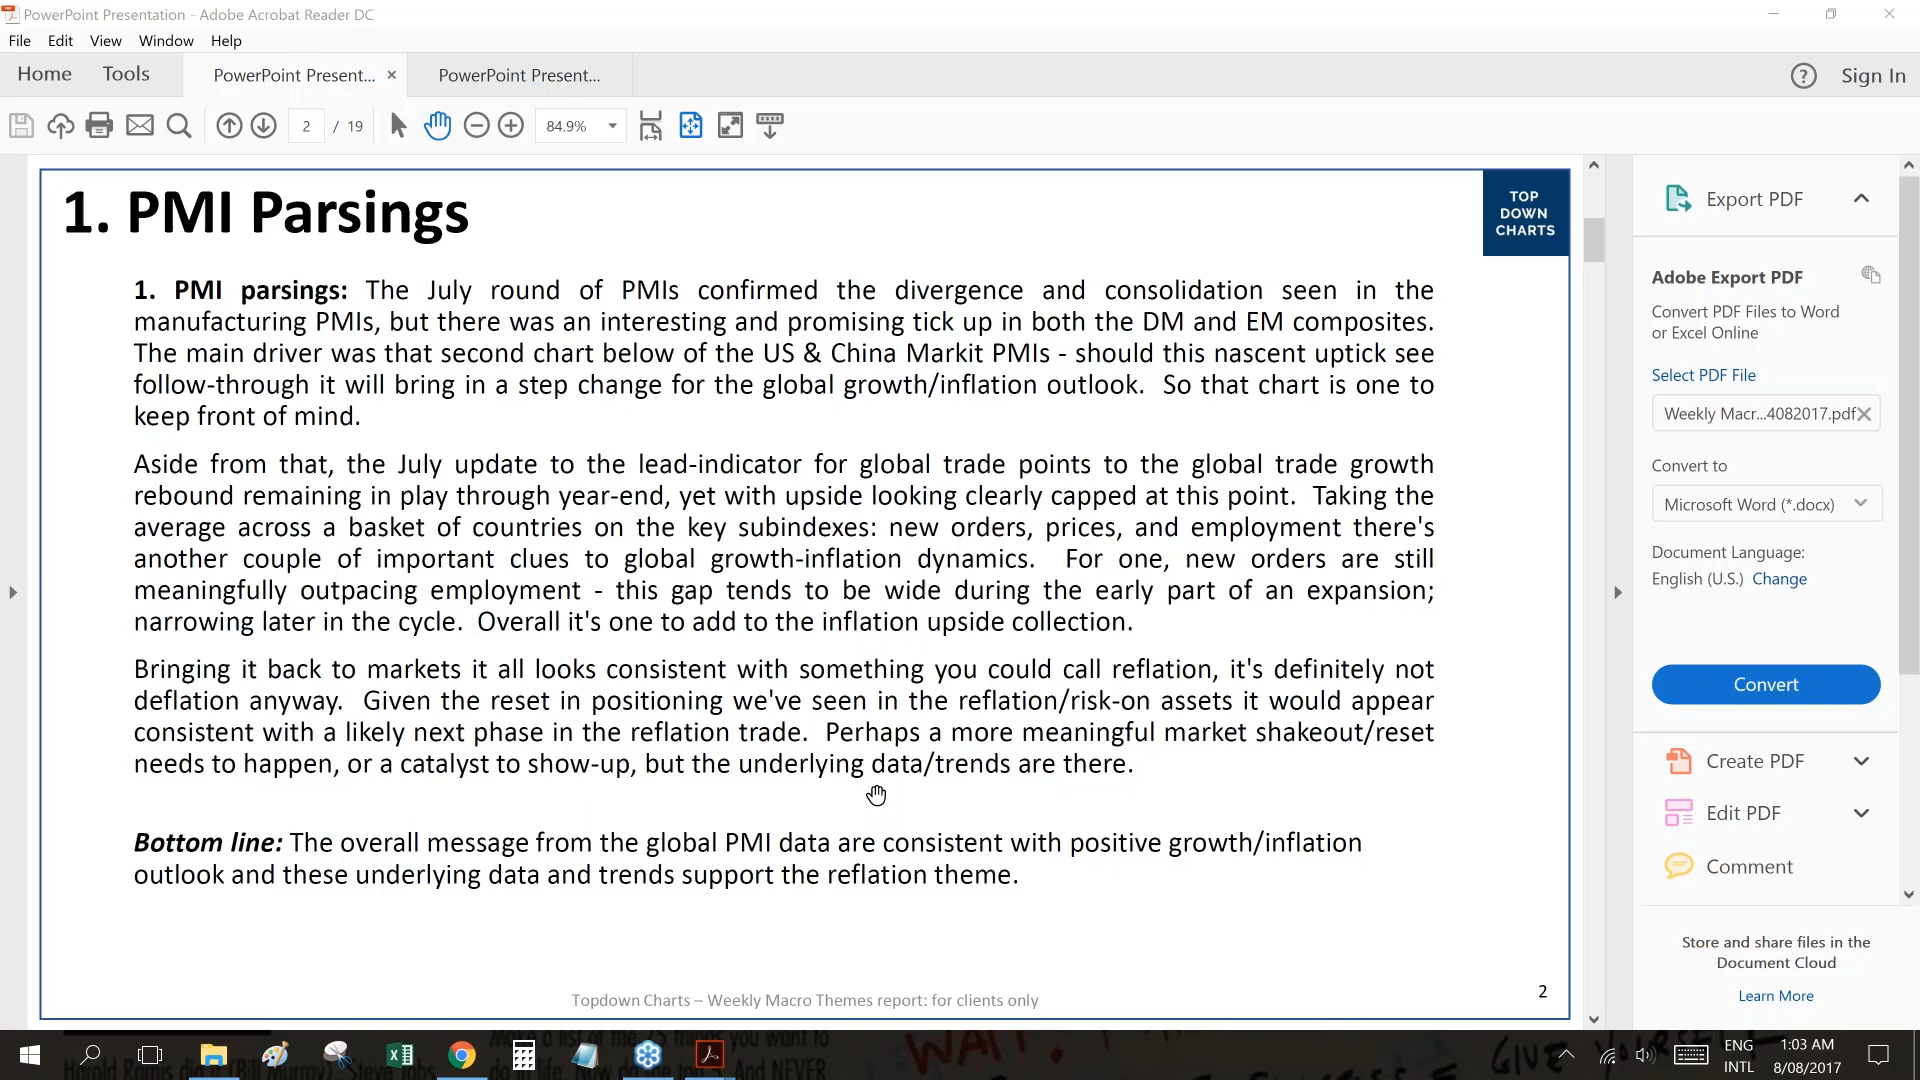 PowerPoint Presentation - Adobe Acrobat Reader DC
File Edit View Window Help
Home Tools PowerPoint Present... × PowerPoint Present... ? Sign In
2 / 19 84.9%
1. PMI Parsings
TOP
DOWN
CHARTS
1. PMI parsings: The July round of PMIs confirmed the divergence and consolidation seen in the
manufacturing PMIs, but there was an interesting and promising tick up in both the DM and EM composites.
The main driver was that second chart below of the US & China Markit PMIs - should this nascent uptick see
follow-through it will bring in a step change for the global growth/inflation outlook. So that chart is one to
keep front of mind.
Aside from that, the July update to the lead-indicator for global trade points to the global trade growth
rebound remaining in play through year-end, yet with upside looking clearly capped at this point. Taking the
average across a basket of countries on the key subindexes: new orders, prices, and employment there's
another couple of important clues to global growth-inflation dynamics. For one, new orders are still
meaningfully outpacing employment - this gap tends to be wide during the early part of an expansion;
narrowing later in the cycle. Overall it's one to add to the inflation upside collection.
Bringing it back to markets it all looks consistent with something you could call reflation, it's definitely not
deflation anyway. Given the reset in positioning we've seen in the reflation/risk-on assets it would appear
consistent with a likely next phase in the reflation trade. Perhaps a more meaningful market shakeout/reset
needs to happen, or a catalyst to show-up, but the underlying data/trends are there.
Bottom line: The overall message from the global PMI data are consistent with positive growth/inflation
outlook and these underlying data and trends support the reflation theme.
Topdown Charts – Weekly Macro Themes report: for clients only
2
Export PDF
Adobe Export PDF
Convert PDF Files to Word
or Excel Online
Select PDF File
Weekly Macr...4082017.pdf
Convert to
Microsoft Word (*.docx)
Document Language:
English (U.S.) Change
Convert
Create PDF
Edit PDF
Comment
Store and share files in the
Document Cloud
Learn More
ENG
INTL
1:03 AM
8/08/2017